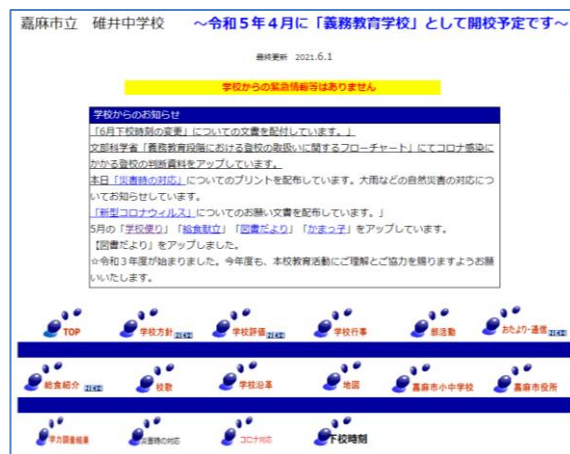 嘉麻市立 碓井中学校 ～令和５年４月に「義務教育学校」として開校予定です～
最終更新 2021.6.1
学校からの緊急情報等はありません
学校からのお知らせ
「6月下校時刻の変更」についての文書を配付しています。」
文部科学省「義務教育段階における登校の取扱いに関するフローチャート」にてコロナ感染に
かかる登校の判断資料をアップしています。
本日「災害時の対応」についてのプリントを配布しています。大雨などの自然災害の対応につ
いてお知らせしています。
「新型コロナウィルス」についてのお願い文書を配布しています。」
5月の「学校便り」「給食献立」「図書だより」「かまっ子」をアップしています。
【図書だより】をアップしました。
☆令和３年度が始まりました。今年度も、本校教育活動にご理解とご協力を賜りますようお願
いいたします。
TOP 学校方針 NEW 学校評価 NEW 学校行事 部活動 おたより・通信 NEW
給食紹介 NEW 校歌 学校沿革 地図 嘉麻市小中学校 嘉麻市役所
学力調査結果 災害時の対応 コロナ対応 下校時刻